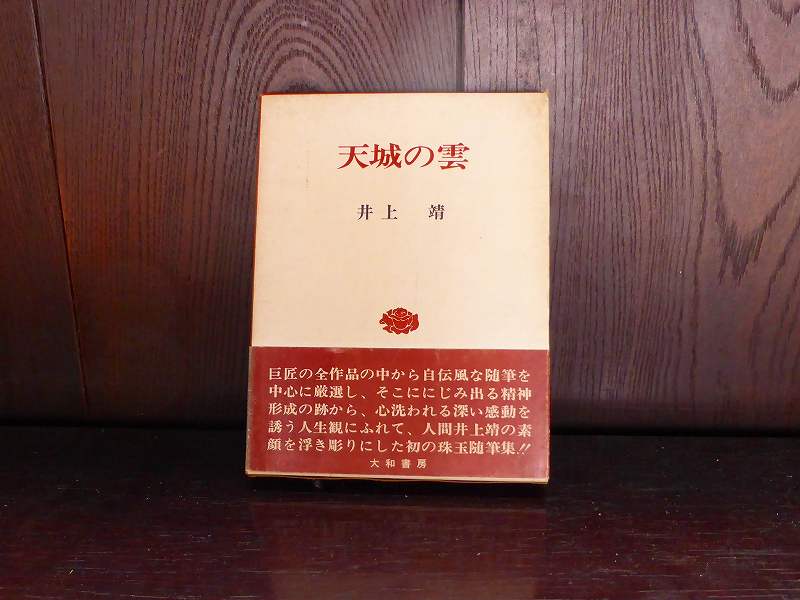 天城の雲
井上 靖
巨匠の全作品の中から自伝風な随筆を
中心に厳選し、そこににじみ出る精神
形成の跡から、心洗われる深い感動を
誘う人生観にふれて、人間井上靖の素
顔を浮き彫りにした初の珠玉随筆集!!
大和書房